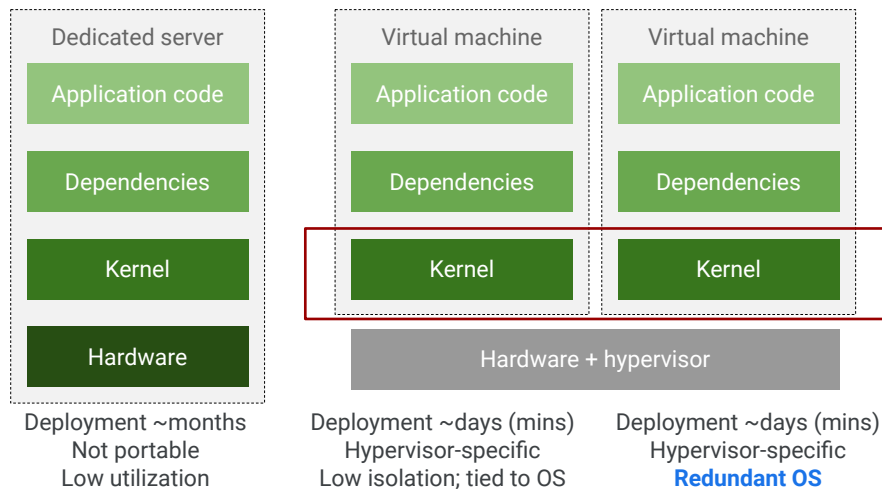 Dedicated server
Application code
Dependencies
Kernel
Hardware
Deployment ~months
Not portable
Low utilization
Virtual machine
Application code
Dependencies
Kernel
Virtual machine
Application code
Dependencies
Kernel
Hardware + hypervisor
Deployment ~days (mins)
Hypervisor-specific
Low isolation; tied to OS
Deployment ~days (mins)
Hypervisor-specific
Redundant OS